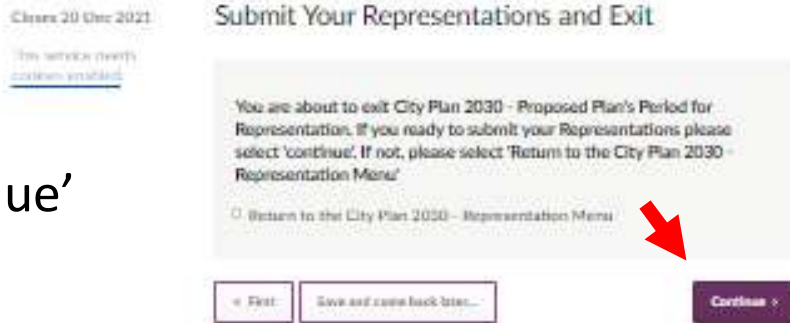 Closes 20 Dec 2021
This service needs
cookies enabled.
ue’
Submit Your Representations and Exit
You are about to exit City Plan 2030 - Proposed Plan's Period for
Representation. If you ready to submit your Representations please
select 'continue'. If not, please select 'Return to the City Plan 2030 -
Representation Menu'
Return to the City Plan 2030 - Representation Menu
« First
Save and come back later...
Continue >